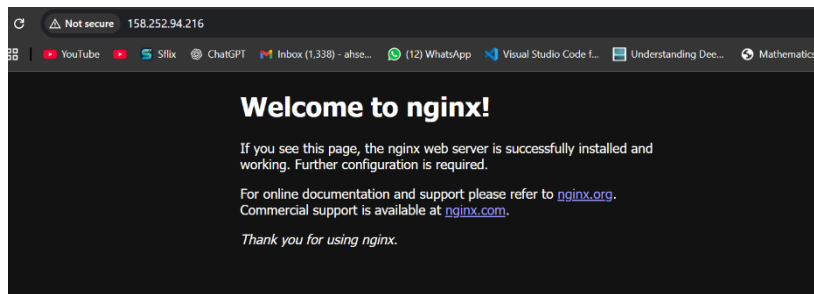 Not secure 158.252.94.216
YouTube Sflix ChatGPT Inbox (1,338) - ahse... (12) WhatsApp Visual Studio Code f... Understanding Dee... Mathematics
Welcome to nginx!
If you see this page, the nginx web server is successfully installed and
working. Further configuration is required.
For online documentation and support please refer to nginx.org.
Commercial support is available at nginx.com.
Thank you for using nginx.